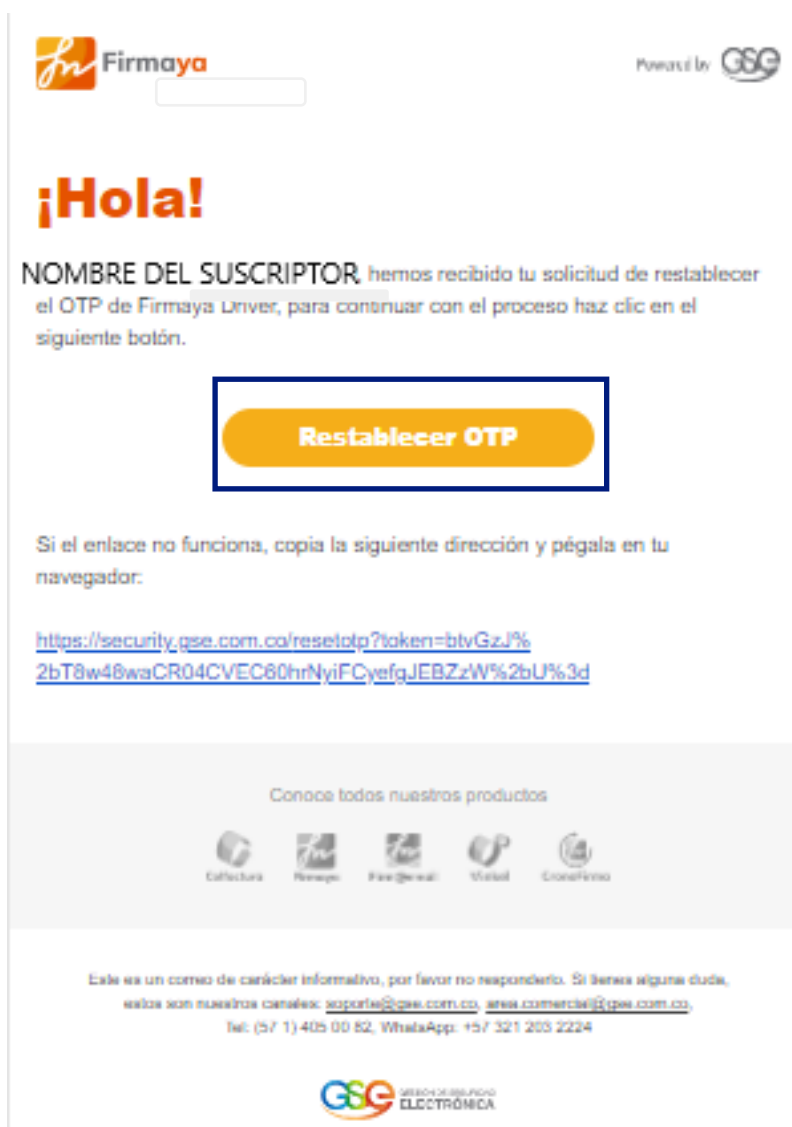 Firmaya
Powered by GSE
¡Hola!
NOMBRE DEL SUSCRIPTOR, hemos recibido tu solicitud de restablecer
el OTP de Firmaya Driver, para continuar con el proceso haz clic en el
siguiente botón.
Restablecer OTP
Si el enlace no funciona, copia la siguiente dirección y pégala en tu
navegador:
https://security.gse.com.co/resetotp?token=btvGzJ%
2bT8w48waCR04CVEC60hrNyiFCyefgJEBZzW%2bU%3d
Conoce todos nuestros productos
Firmaya
CronoFirma
Este es un correo de carácter informativo, por favor no responderlo. Si tienes alguna duda,
estos son nuestros canales: soporte@gse.com.co, area.comercial@gse.com.co,
Tel: (57 1) 405 00 82, WhatsApp: +57 321 203 2224
GSE
ELECTRÓNICA